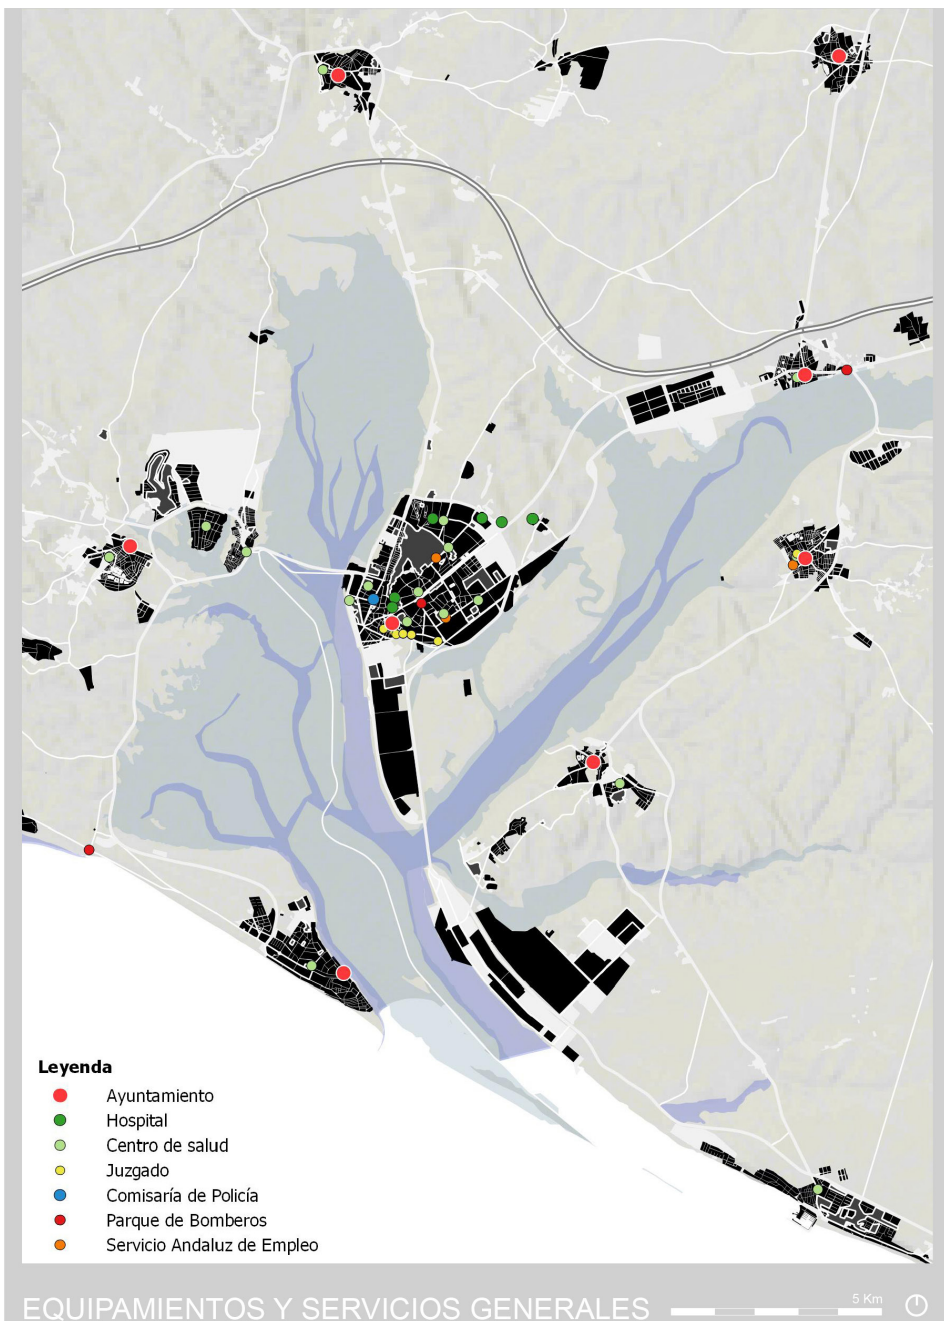 Leyenda
Ayuntamiento
Hospital
Centro de salud
Juzgado
Comisaría de Policía
Parque de Bomberos
Servicio Andaluz de Empleo
EQUIPAMIENTOS Y SERVICIOS GENERALES
5 Km